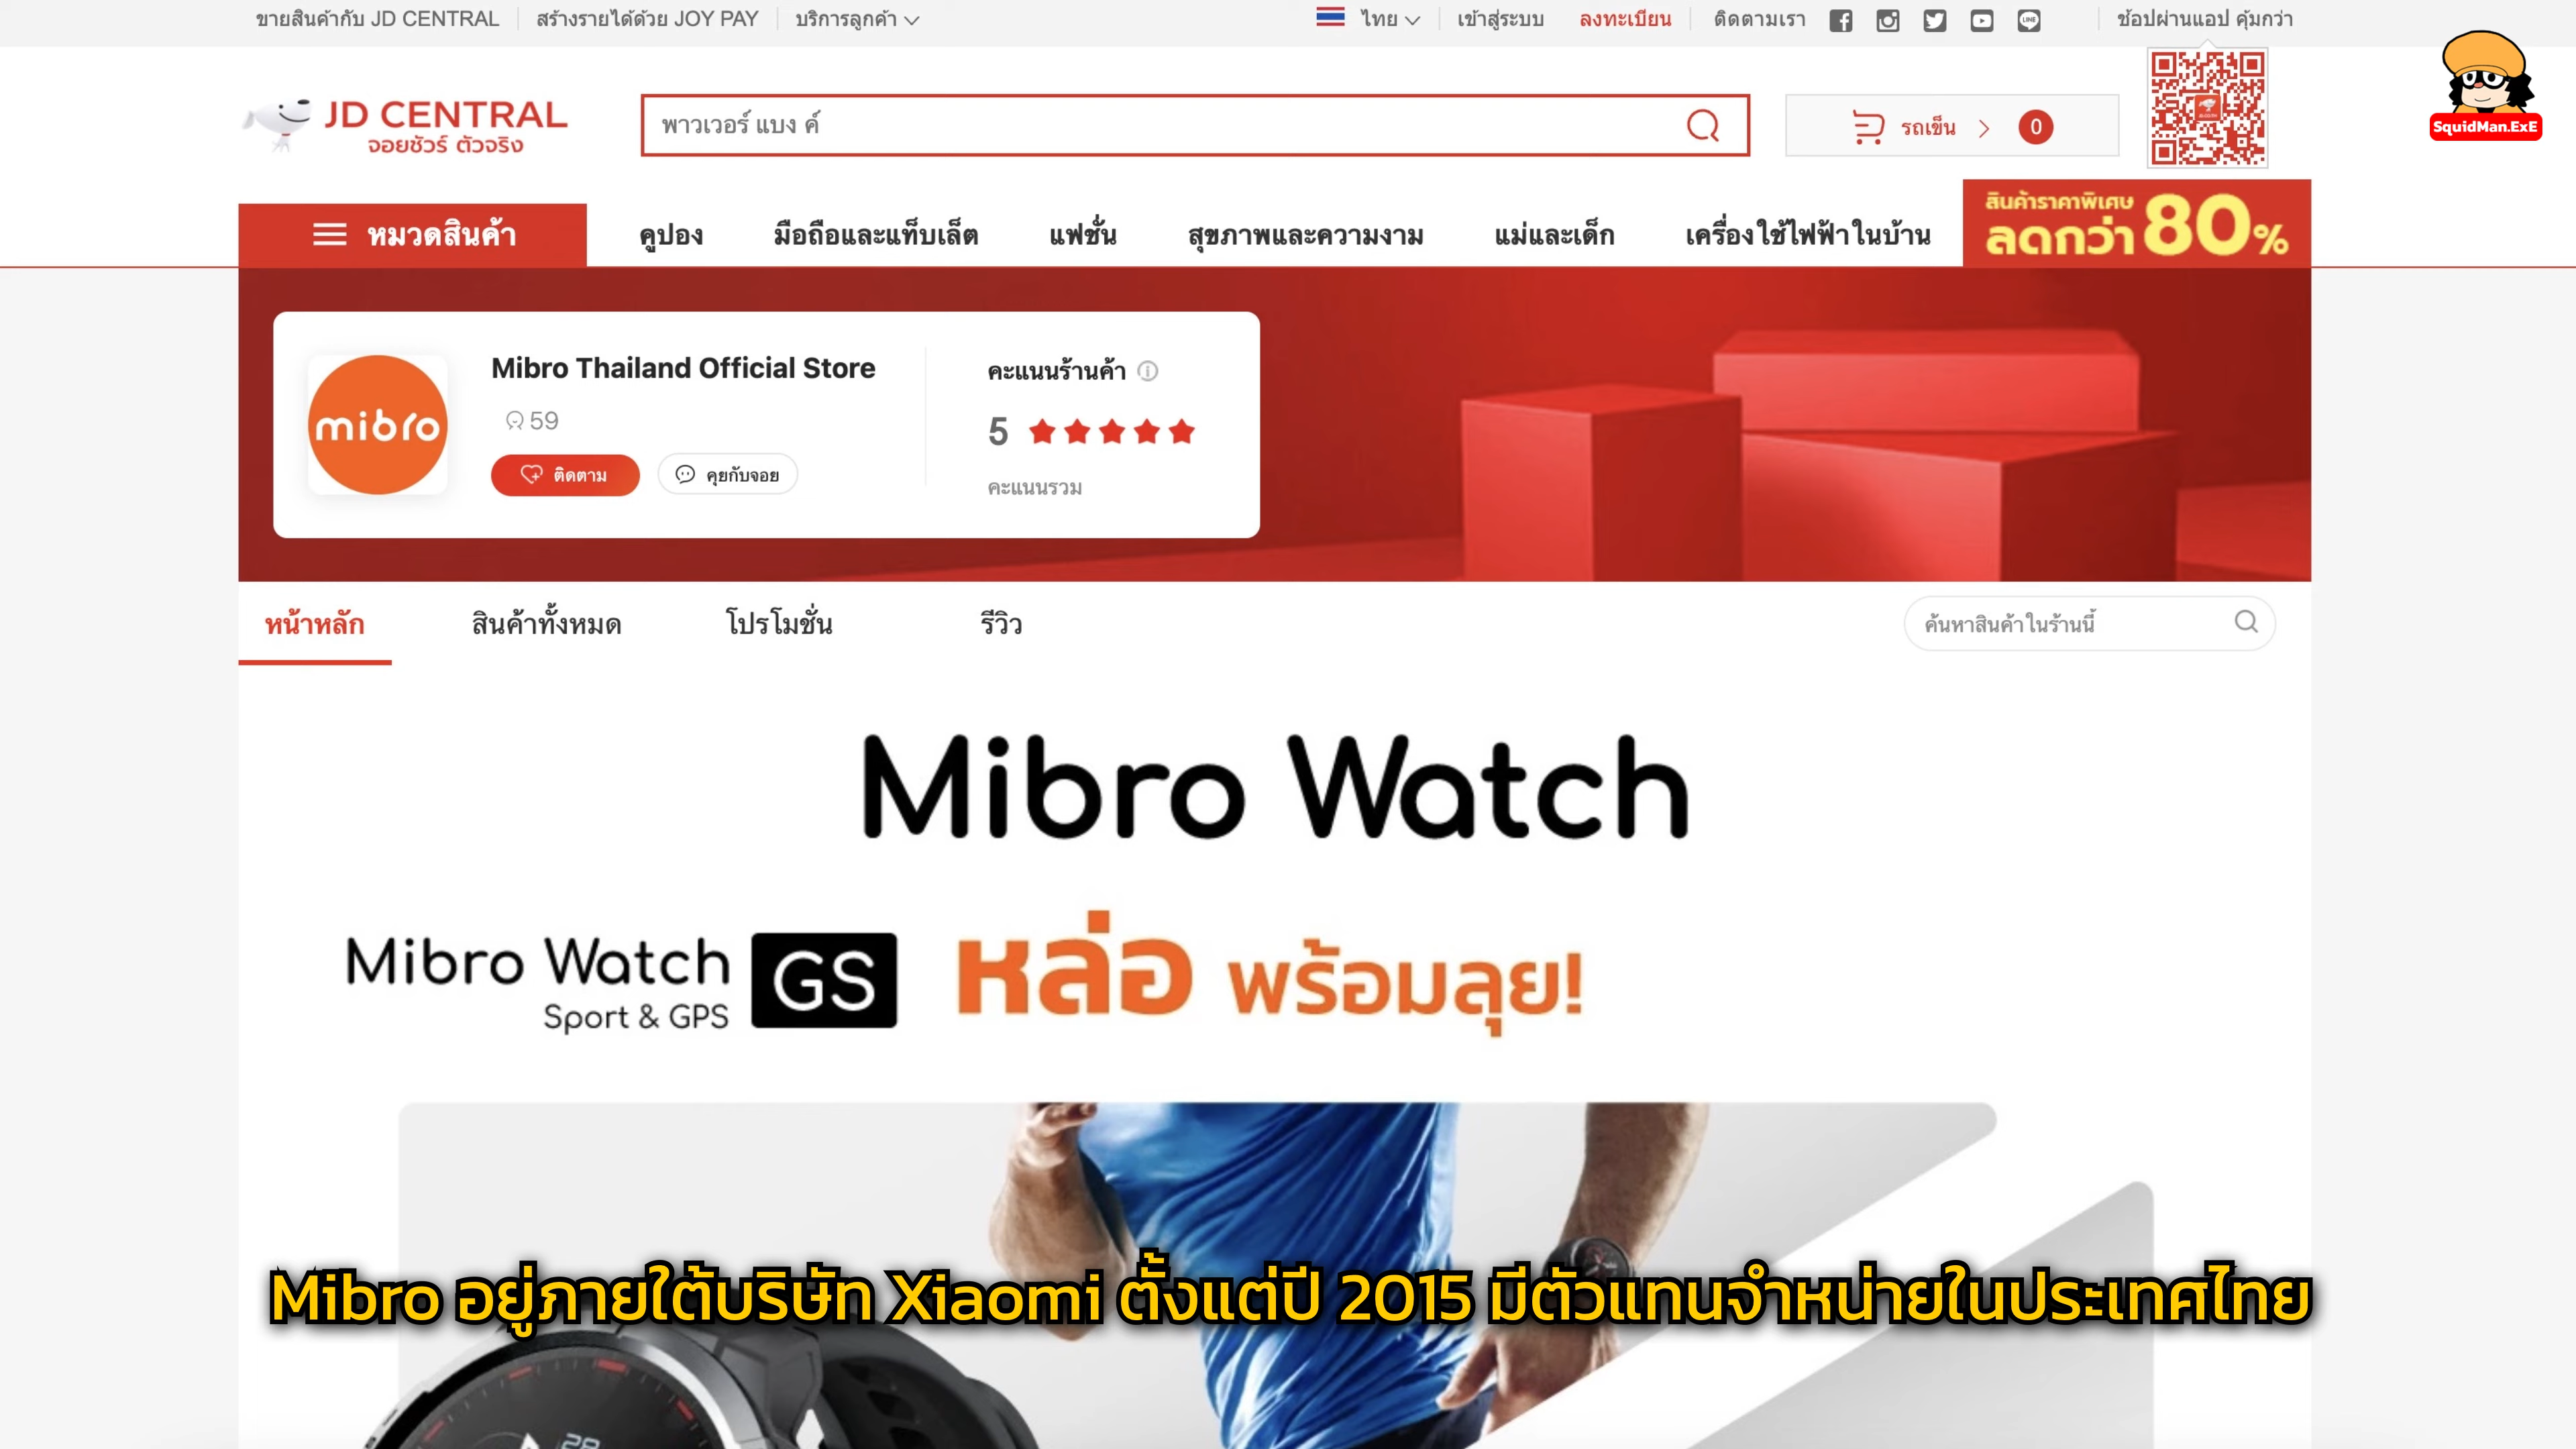 ขายสินค้ากับ JD CENTRAL
สร้างรายได้ด้วย JOY PAY
บริการลูกค้า
ไทย
เข้าสู่ระบบ
ลงทะเบียน
ติดตามเรา
ช้อปผ่านแอป คุ้มกว่า
SquidMan.ExE
JD CENTRAL
จอยชัวร์ ตัวจริง
พาวเวอร์ แบง ค์
รถเข็น
0
หมวดสินค้า
คูปอง
มือถือและแท็บเล็ต
แฟชั่น
สุขภาพและความงาม
แม่และเด็ก
เครื่องใช้ไฟฟ้าในบ้าน
สินค้าราคาพิเศษ
ลดกว่า 80%
mibro
Mibro Thailand Official Store
59
ติดตาม
คุยกับจอย
คะแนนร้านค้า
5
คะแนนรวม
หน้าหลัก
สินค้าทั้งหมด
โปรโมชั่น
รีวิว
ค้นหาสินค้าในร้านนี้
Mibro Watch
Mibro Watch GS
Sport & GPS
หล่อ พร้อมลุย!
Mibro อยู่ภายใต้บริษัท Xiaomi ตั้งแต่ปี 2015 มีตัวแทนจำหน่ายในประเทศไทย
28